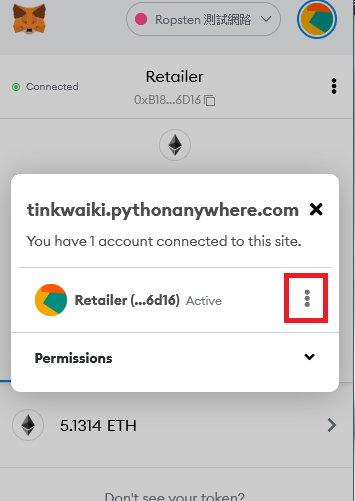 Ropsten 測試網路
Connected
Retailer
0xB18...6D16
tinkwaiki.pythonanywhere.com
You have 1 account connected to this site.
Retailer (...6d16) Active
Permissions
5.1314 ETH
Don't see your token?